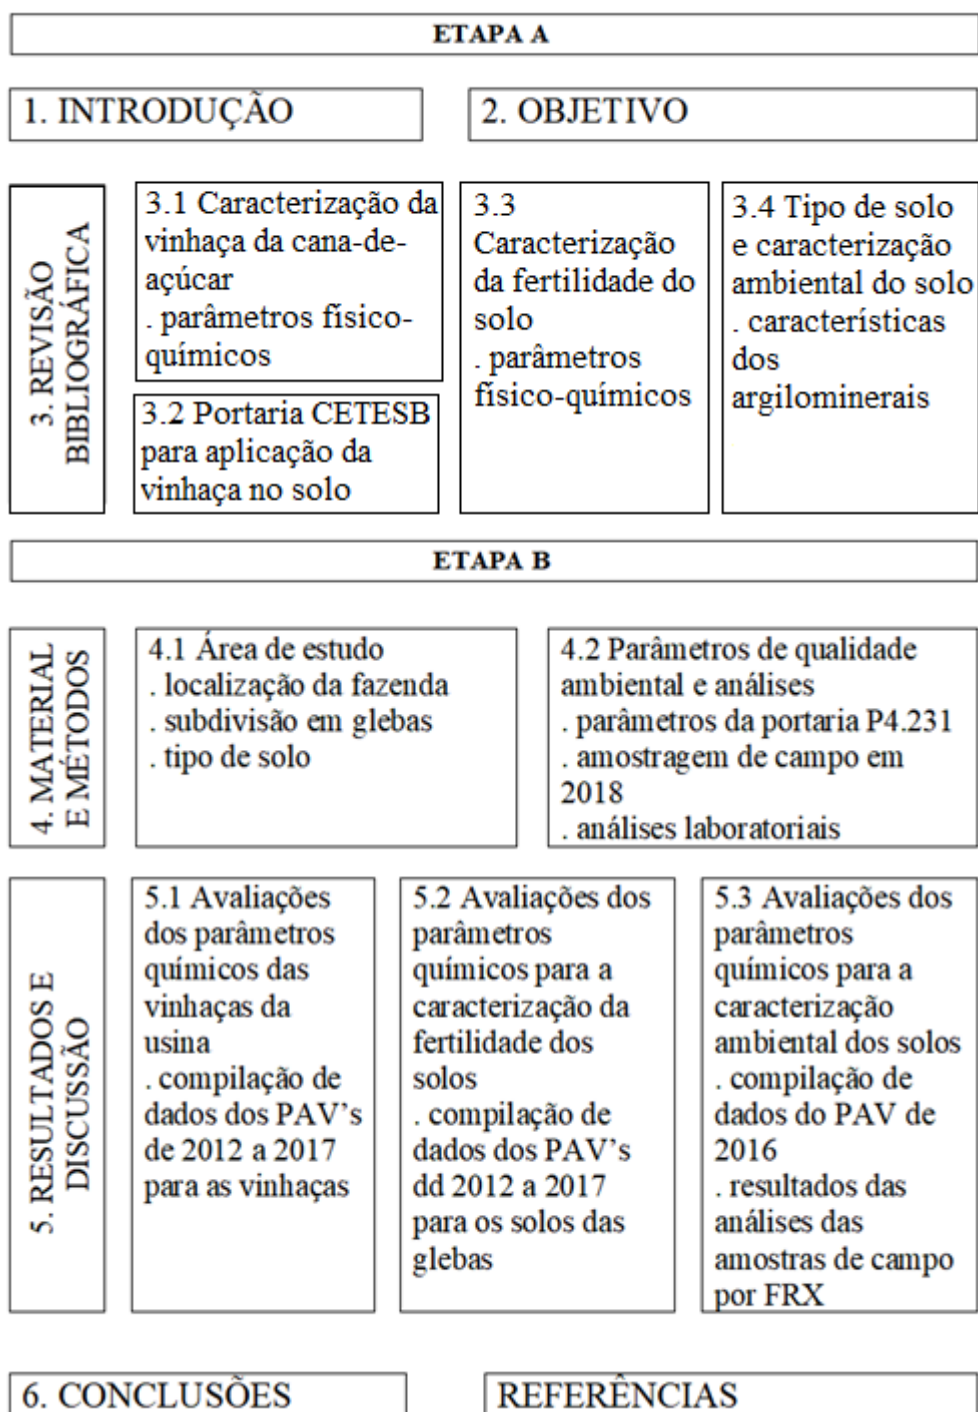 ETAPA A
1. INTRODUÇÃO
2. OBJETIVO
3. REVISÃO
BIBLIOGRÁFICA
3.1 Caracterização da
vinhaça da cana-de-
açúcar
. parâmetros físico-
químicos
3.2 Portaria CETESB
para aplicação da
vinhaça no solo
3.3
Caracterização
da fertilidade do
solo
. parâmetros
físico-químicos
3.4 Tipo de solo
e caracterização
ambiental do solo
. características
dos
argilominerais
ETAPA B
4. MATERIAL
E MÉTODOS
4.1 Área de estudo
. localização da fazenda
. subdivisão em glebas
. tipo de solo
4.2 Parâmetros de qualidade
ambiental e análises
. parâmetros da portaria P4.231
. amostragem de campo em
2018
. análises laboratoriais
5. RESULTADOS E
DISCUSSÃO
5.1 Avaliações
dos parâmetros
químicos das
vinhaças da
usina
. compilação de
dados dos PAV's
de 2012 a 2017
para as vinhaças
5.2 Avaliações dos
parâmetros
químicos para a
caracterização da
fertilidade dos
solos
. compilação de
dados dos PAV's
dd 2012 a 2017
para os solos das
glebas
5.3 Avaliações dos
parâmetros
químicos para a
caracterização
ambiental dos solos
. compilação de
dados do PAV de
2016
. resultados das
análises das
amostras de campo
por FRX
6. CONCLUSÕES
REFERÊNCIAS